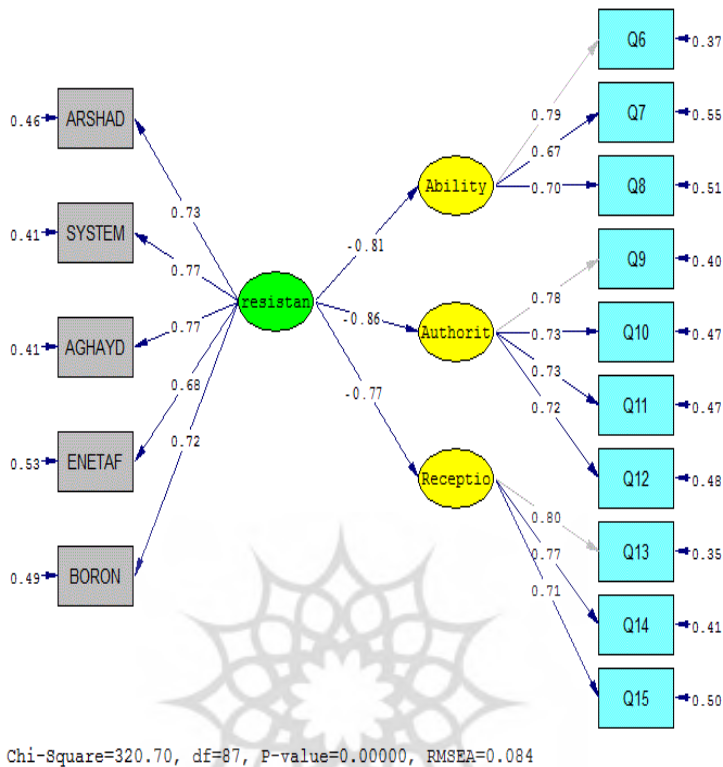 Q6
0.37
0.79
ARSHAD
0.46
Q7
0.55
0.67
Q8
0.51
0.70
Ability
0.73
-0.81
SYSTEM
0.41
0.77
Q9
0.40
0.78
resistan
-0.86
Authorit
Q10
0.47
0.73
AGHAYD
0.41
0.77
-0.77
Q11
0.47
0.73
0.68
Q12
0.48
0.72
ENETAF
0.53
0.72
Receptio
Q13
0.35
0.80
BORON
0.49
Q14
0.41
0.77
Q15
0.50
0.71
Chi-Square=320.70, df=87, P-value=0.00000, RMSEA=0.084